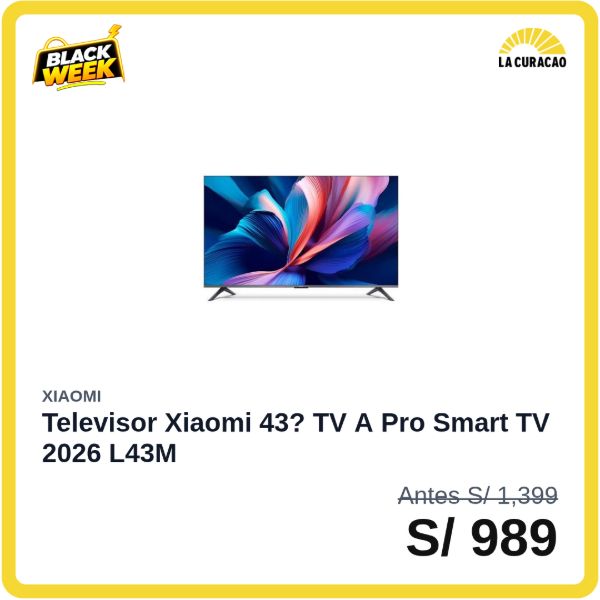 BLACK
WEEK
LA CURACAO
XIAOMI
Televisor Xiaomi 43? TV A Pro Smart TV
2026 L43M
Antes S/ 1,399
S/ 989